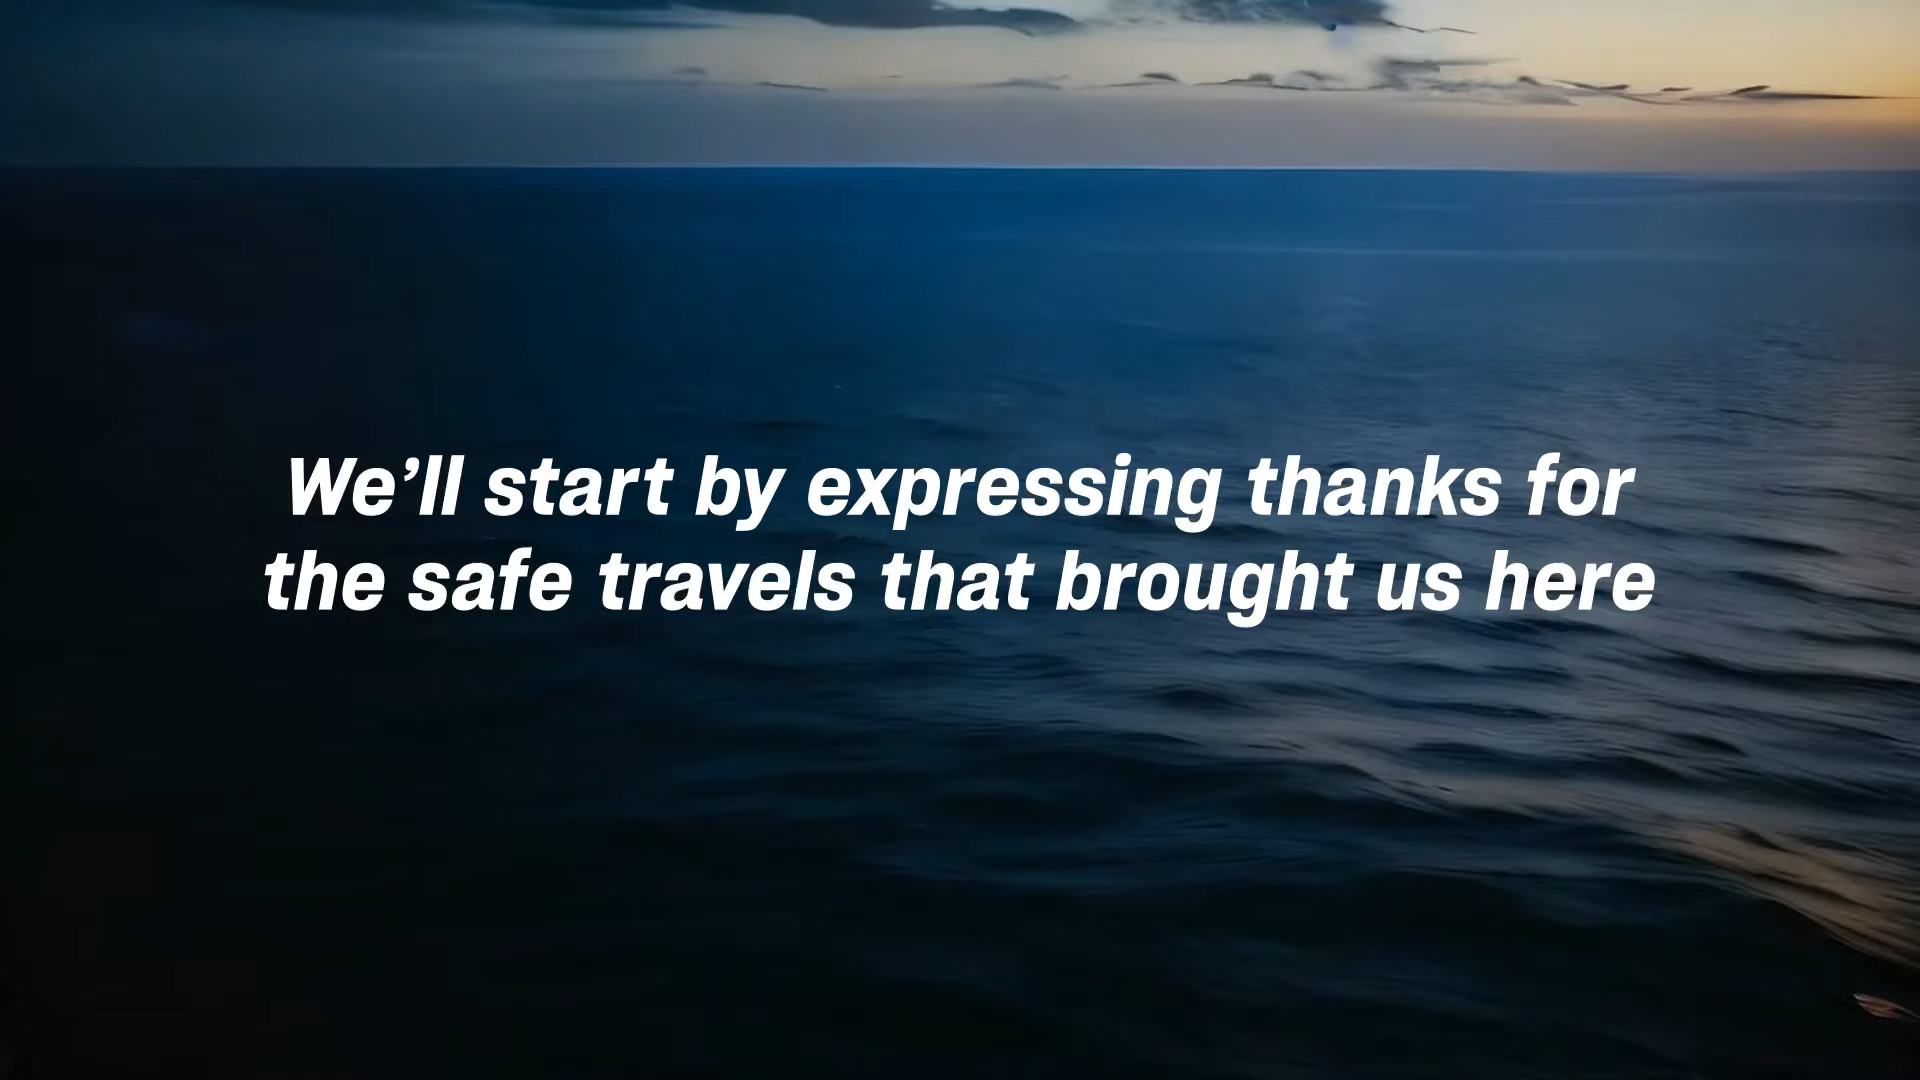 We’ll start by expressing thanks for
the safe travels that brought us here